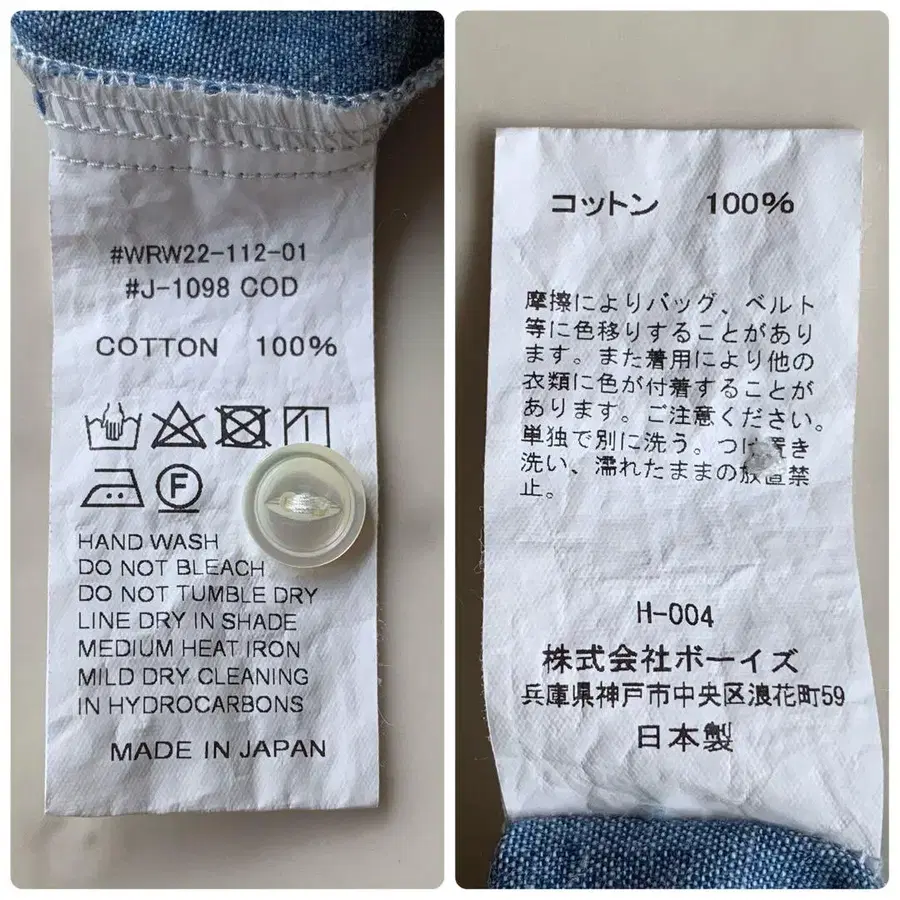 #WRW22-112-01
#J-1098 COD
COTTON 100%
F
HAND WASH
DO NOT BLEACH
DO NOT TUMBLE DRY
LINE DRY IN SHADE
MEDIUM HEAT IRON
MILD DRY CLEANING
IN HYDROCARBONS
MADE IN JAPAN
コットン 100%
摩擦によりバッグ、ベルト
等に色移りすることがあり
ます。また着用により他の
衣類に色が付着することが
あります。ご注意ください。
単独で別に洗う。つけ置き
洗い、濡れたままの放置禁
止。
H-004
株式会社ボーイズ
兵庫県神戸市中央区浪花町59
日本製